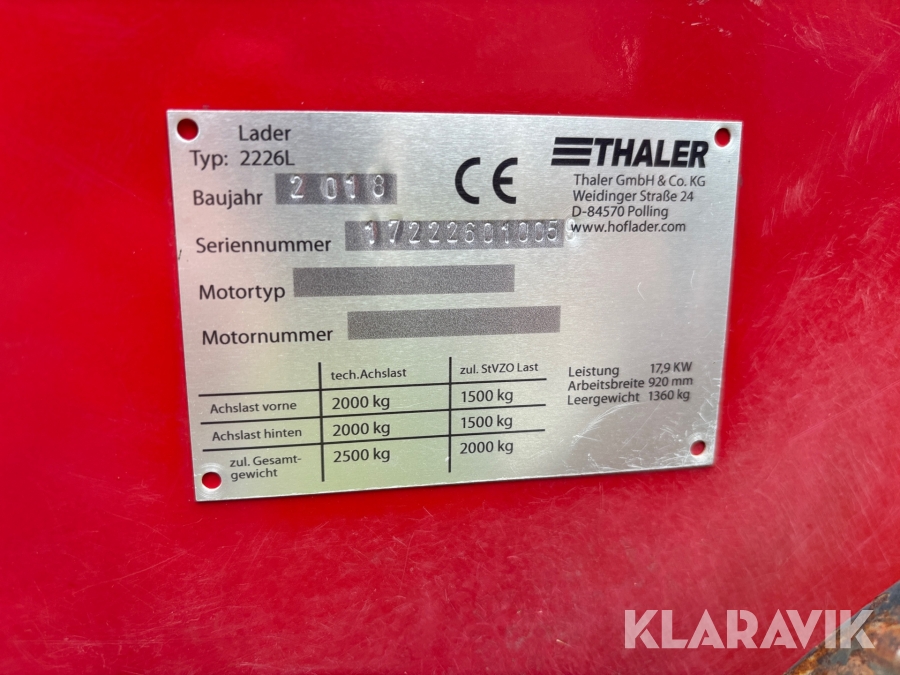 Lader
Typ: 2226L
Baujahr 2018
Seriennummer
Motortyp
Motornummer
CE
THALER
Thaler GmbH & Co. KG
Weidinger Straße 24
D-84570 Polling
www.hoflader.com
tech.Achslast zul. StVZO Last
Achslast vorne 2000 kg 1500 kg
Achslast hinten 2000 kg 1500 kg
zul. Gesamt-
gewicht 2500 kg 2000 kg
Leistung 17,9 KW
Arbeitsbreite 920 mm
Leergewicht 1360 kg
KLARAVIK